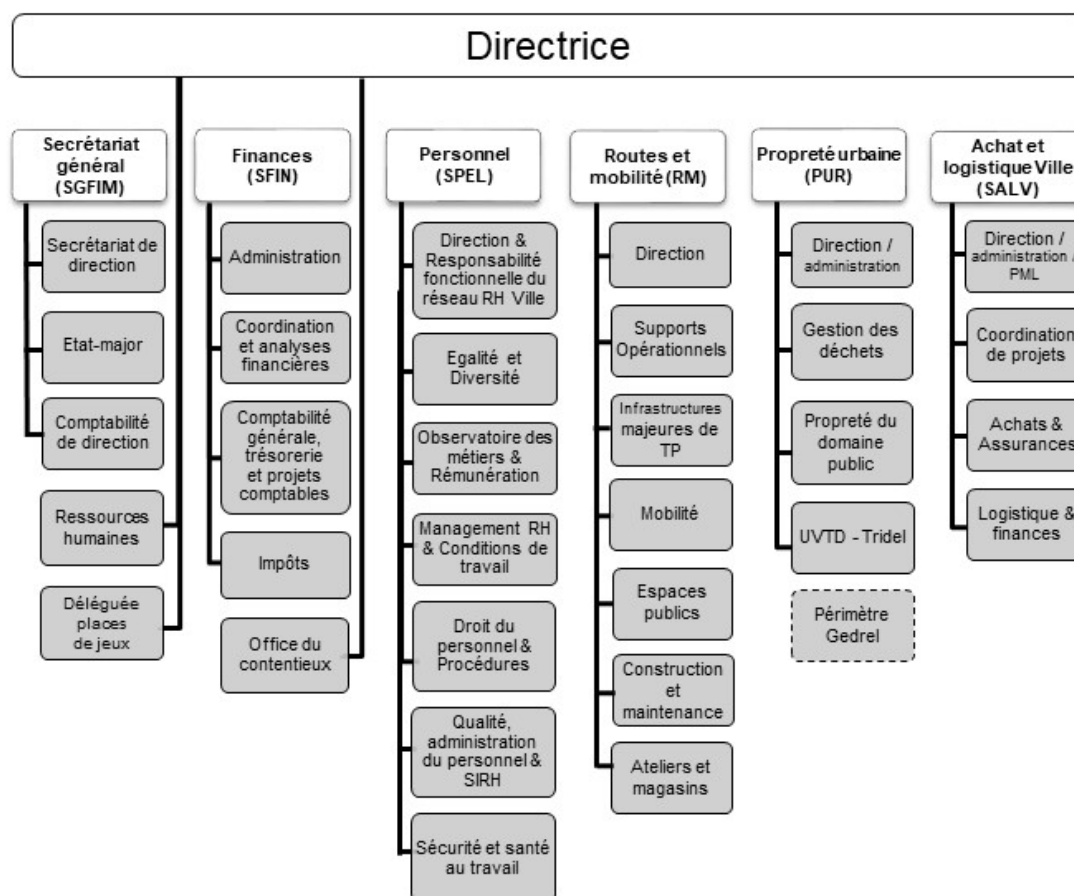 Directrice
Secrétariat
général
(SGFIM)
Secrétariat de
direction
Etat-major
Comptabilité
de direction
Ressources
humaines
Déléguée
places
de jeux
Finances
(SFIN)
Administration
Coordination
et analyses
financières
Comptabilité
générale,
trésorerie
et projets
comptables
Impôts
Office du
contentieux
Personnel
(SPEL)
Direction &
Responsabilité
fonctionnelle du
réseau RH Ville
Egalité et
Diversité
Observatoire des
métiers &
Rémunération
Management RH
& Conditions de
travail
Droit du
personnel &
Procédures
Qualité,
administration
du personnel &
SIRH
Sécurité et santé
au travail
Routes et
mobilité (RM)
Direction
Supports
Opérationnels
Infrastructures
majeures de
TP
Mobilité
Espaces
publics
Construction
et
maintenance
Ateliers et
magasins
Propreté urbaine
(PUR)
Direction /
administration
Gestion des
déchets
Propreté du
domaine
public
UVTD - Tridel
Périmètre
Gedrel
Achat et
logistique Ville
(SALV)
Direction /
administration /
PML
Coordination
de projets
Achats &
Assurances
Logistique &
finances